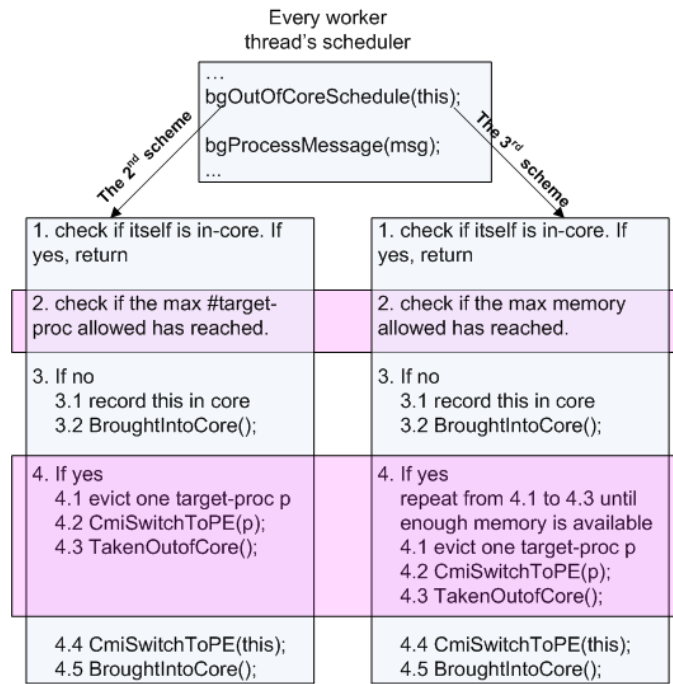 Every worker
thread's scheduler
...
bgOutOfCoreSchedule(this);
bgProcessMessage(msg);
...
The 2nd scheme
The 3rd scheme
1. check if itself is in-core. If
yes, return
2. check if the max #target-
proc allowed has reached.
3. If no
3.1 record this in core
3.2 BroughtIntoCore();
4. If yes
4.1 evict one target-proc p
4.2 CmiSwitchToPE(p);
4.3 TakenOutofCore();
4.4 CmiSwitchToPE(this);
4.5 BroughtIntoCore();
1. check if itself is in-core. If
yes, return
2. check if the max memory
allowed has reached.
3. If no
3.1 record this in core
3.2 BroughtIntoCore();
4. If yes
repeat from 4.1 to 4.3 until
enough memory is available
4.1 evict one target-proc p
4.2 CmiSwitchToPE(p);
4.3 TakenOutofCore();
4.4 CmiSwitchToPE(this);
4.5 BroughtIntoCore();